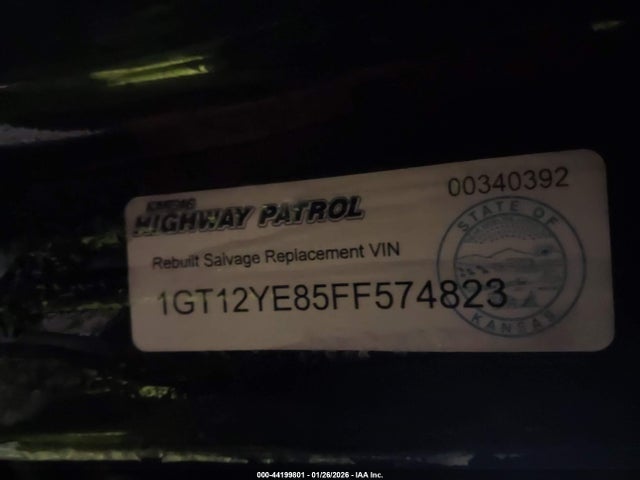 00340392
KANSAS
HIGHWAY PATROL
Rebuilt Salvage Replacement VIN
1GT12YE85FF574823
STATE OF
KANSAS
000-44199801 - 01/26/2026 - IAA Inc.